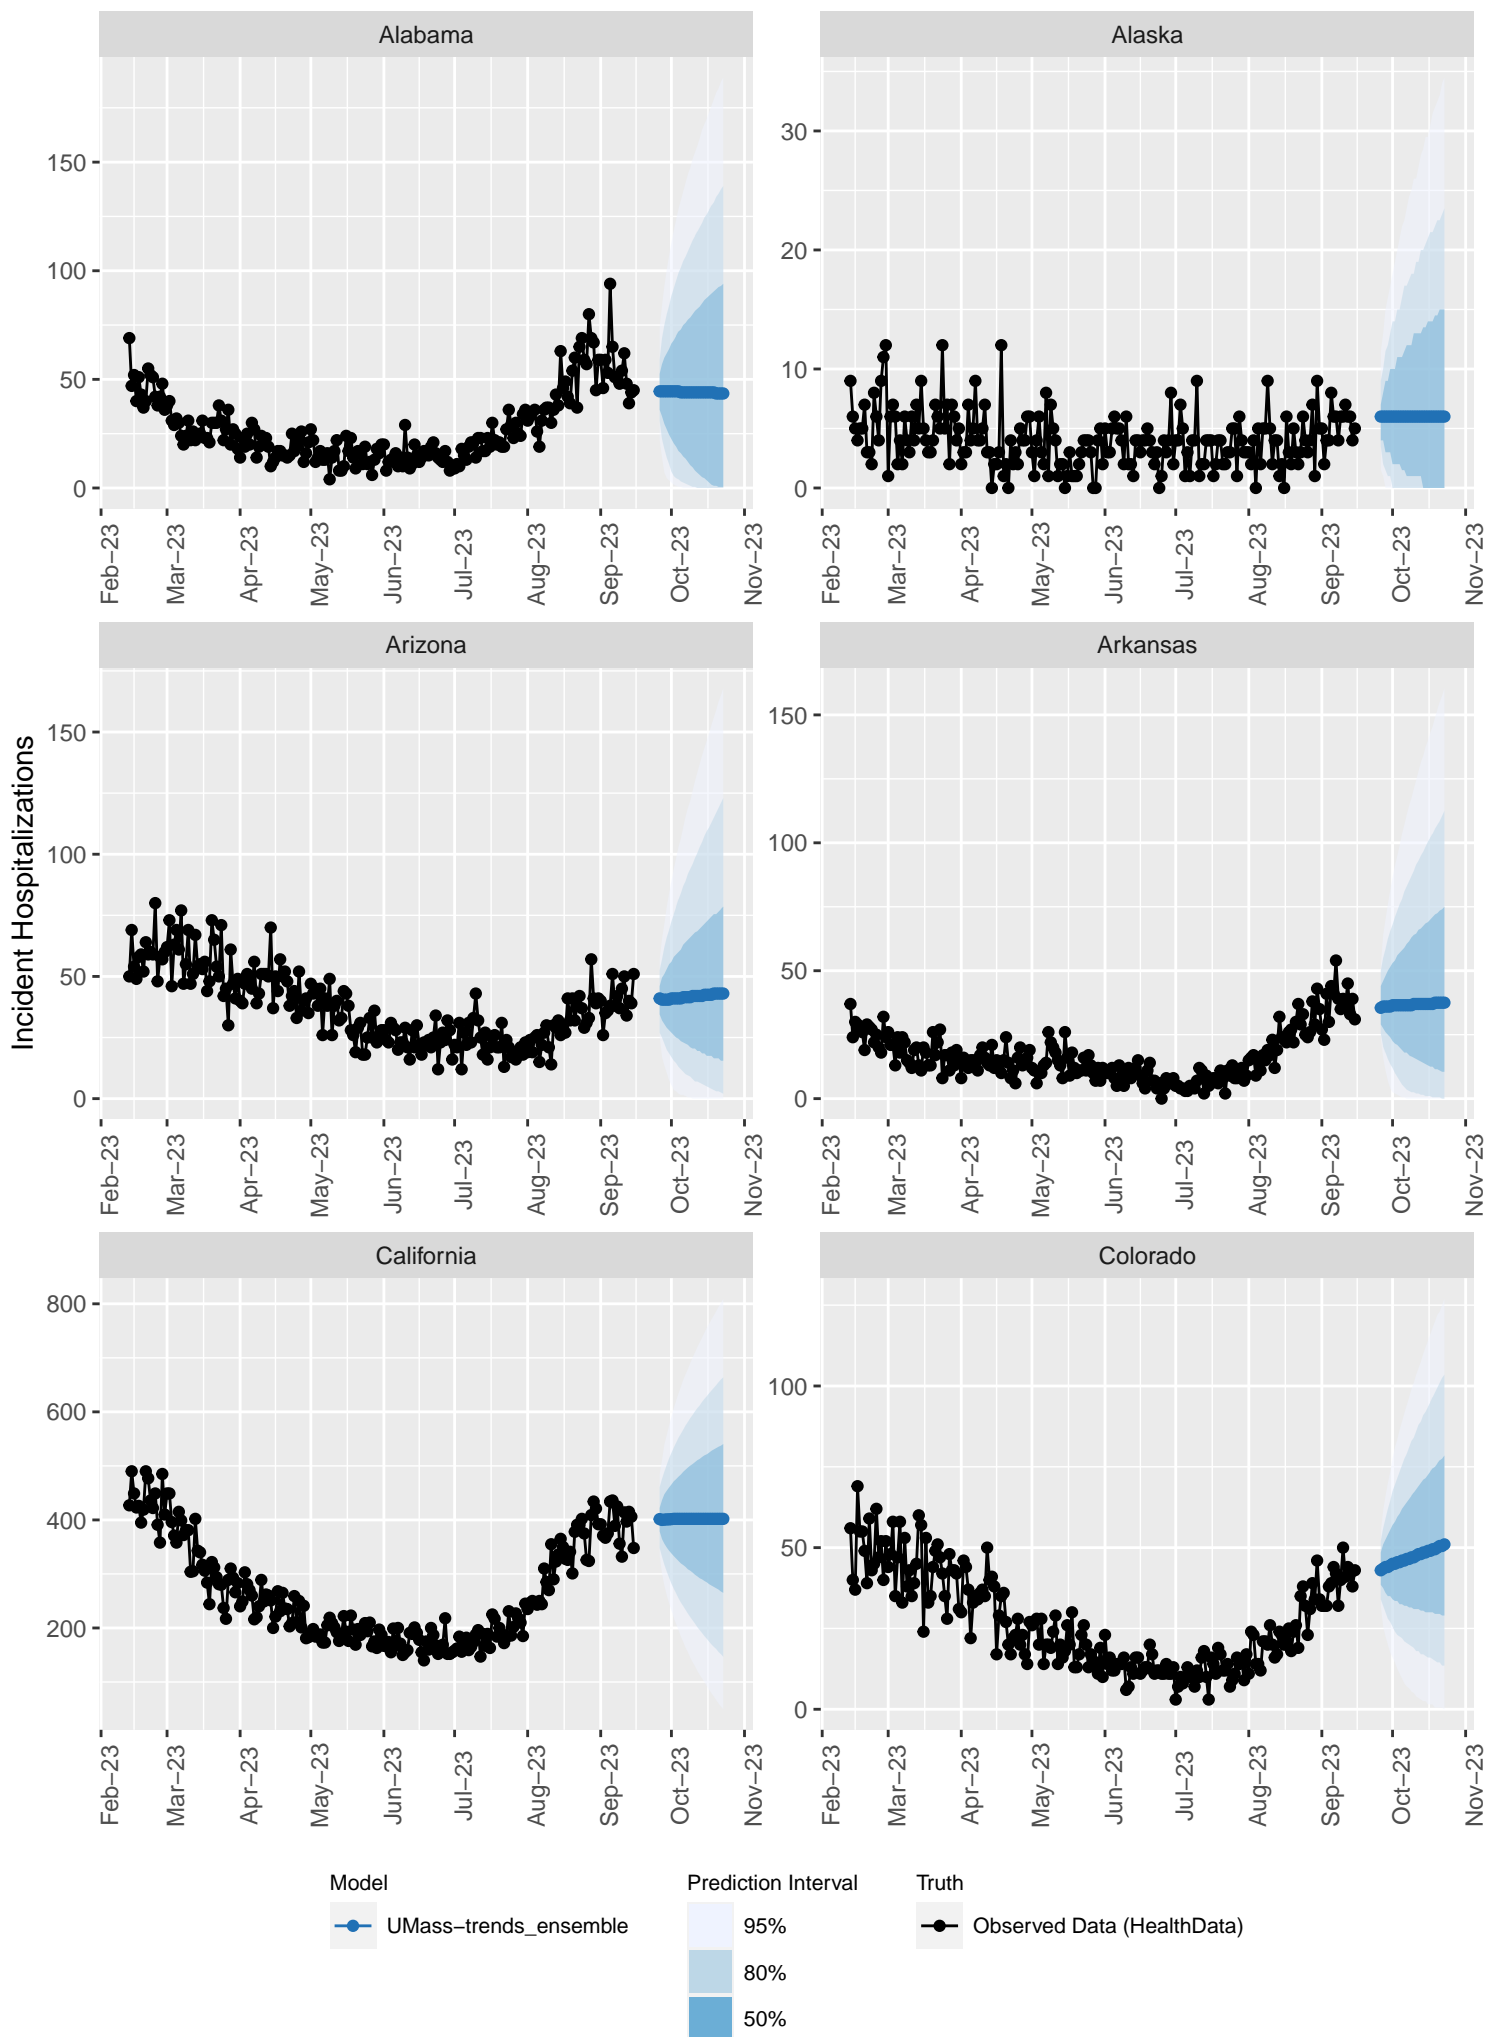 Alabama
Alaska
150
100
50
0
30
20
10
0
Feb−23
Mar−23
Apr−23
May−23
Jun−23
Jul−23
Aug−23
Sep−23
Oct−23
Nov−23
Feb−23
Mar−23
Apr−23
May−23
Jun−23
Jul−23
Aug−23
Sep−23
Oct−23
Nov−23
Incident Hospitalizations
Arizona
Arkansas
150
100
50
0
150
100
50
0
Feb−23
Mar−23
Apr−23
May−23
Jun−23
Jul−23
Aug−23
Sep−23
Oct−23
Nov−23
Feb−23
Mar−23
Apr−23
May−23
Jun−23
Jul−23
Aug−23
Sep−23
Oct−23
Nov−23
California
Colorado
800
600
400
200
100
50
0
Feb−23
Mar−23
Apr−23
May−23
Jun−23
Jul−23
Aug−23
Sep−23
Oct−23
Nov−23
Feb−23
Mar−23
Apr−23
May−23
Jun−23
Jul−23
Aug−23
Sep−23
Oct−23
Nov−23
Model
UMass−trends_ensemble
Prediction Interval
95%
80%
50%
Truth
Observed Data (HealthData)